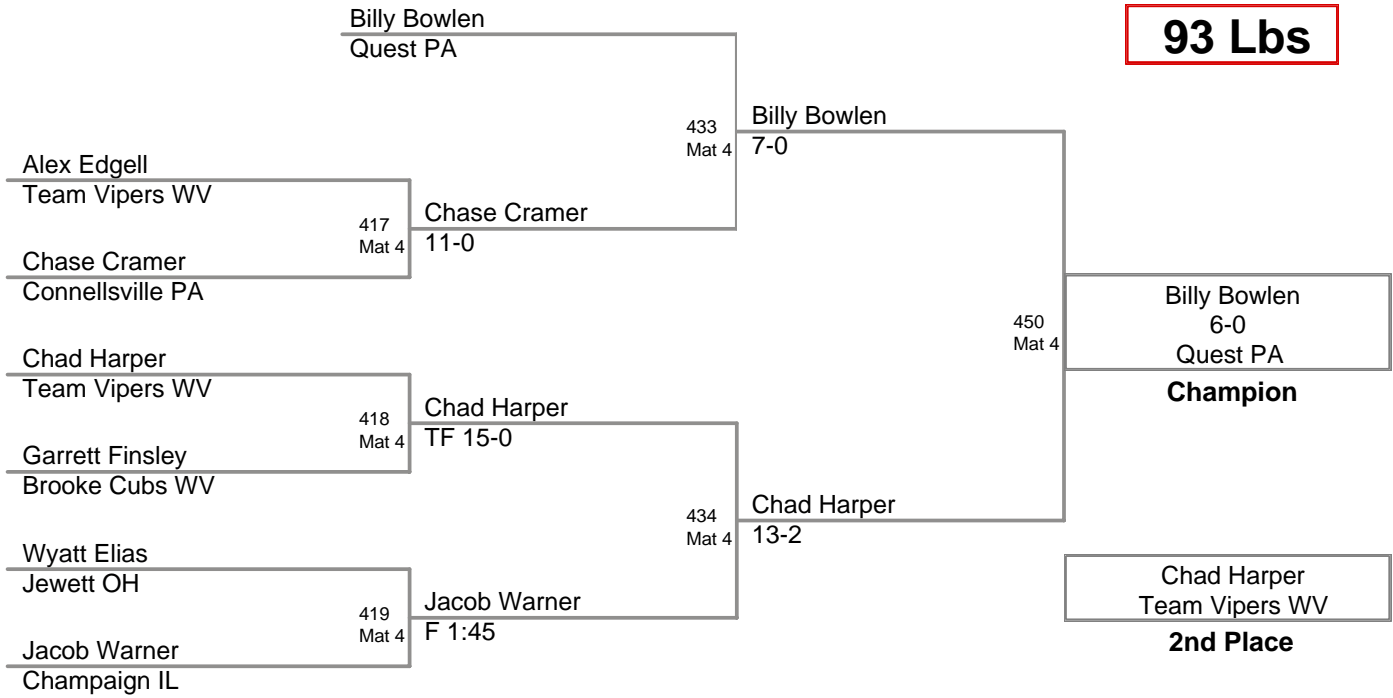 Billy Bowlen
Quest PA
93 Lbs
433
Mat 4
Billy Bowlen
7-0
Alex Edgell
Team Vipers WV
417
Mat 4
Chase Cramer
11-0
Chase Cramer
Connellsville PA
450
Mat 4
Billy Bowlen
6-0
Quest PA
Champion
Chad Harper
Team Vipers WV
418
Mat 4
Chad Harper
TF 15-0
Garrett Finsley
Brooke Cubs WV
434
Mat 4
Chad Harper
13-2
Wyatt Elias
Jewett OH
419
Mat 4
Jacob Warner
F 1:45
Jacob Warner
Champaign IL
Chad Harper
Team Vipers WV
2nd Place